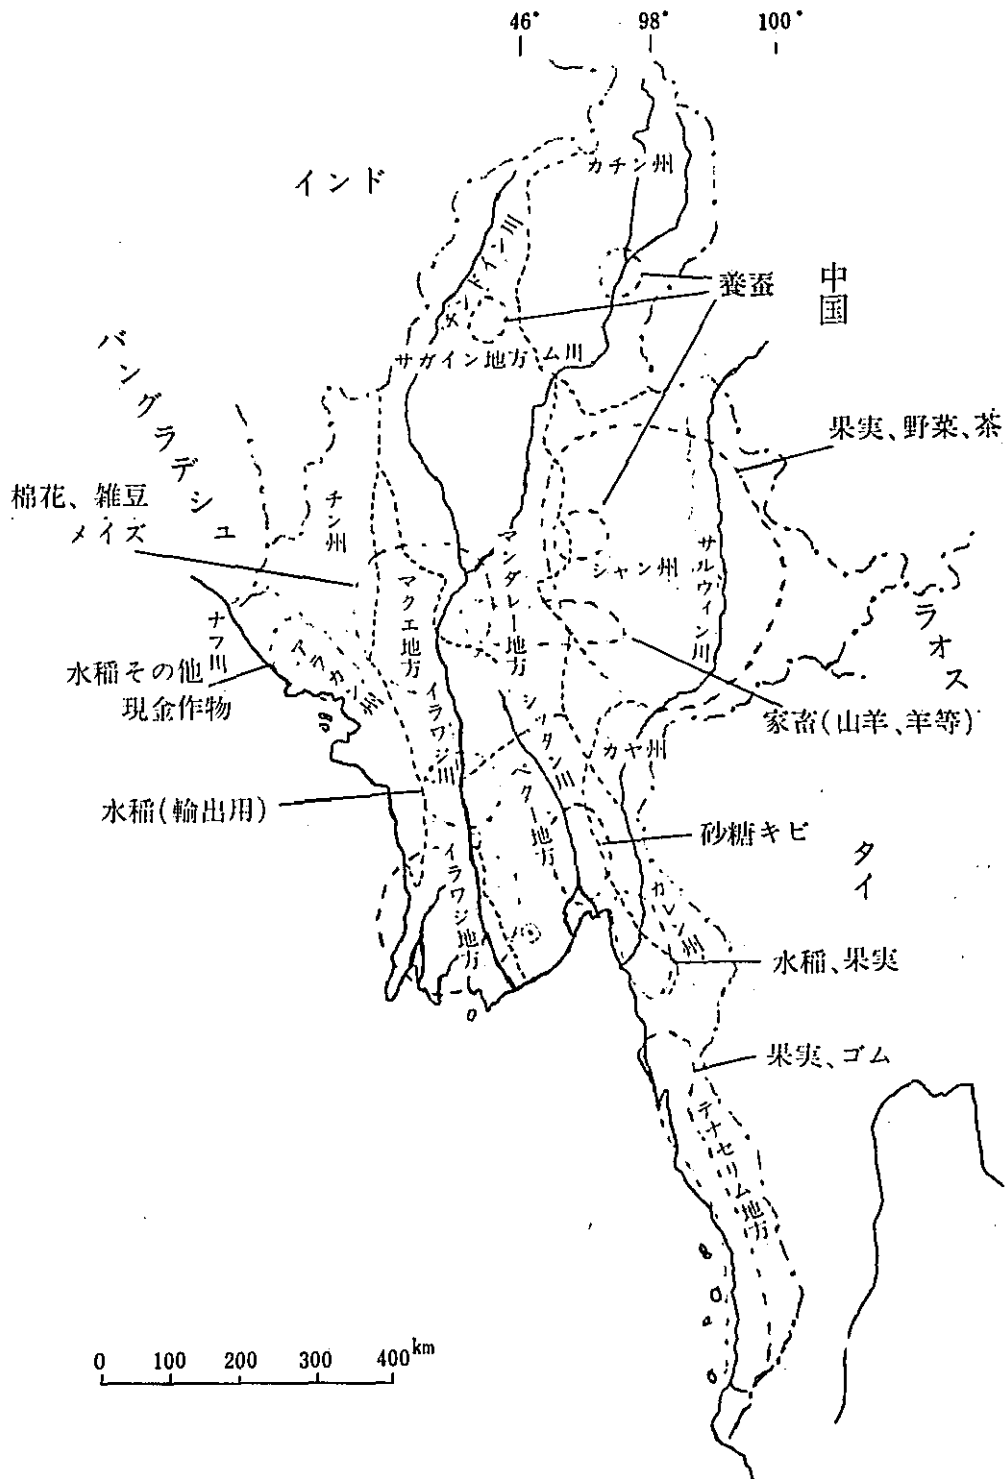 46° 98° 100°
カチン州
インド
チンドイン川
養蚕
中国
サガイン地方
ム川
バングラデシュ
果実、野菜、茶
棉花、雑豆
メイズ
チン州
マンダレー地方
シャン州
サルウィン川
マクエ地方
ラオス
ナフ川
アラカン州
水稲その他
現金作物
イラワジ川
シッタン川
家畜(山羊、羊等)
カヤ州
ペグー地方
水稲(輸出用)
砂糖キビ
タイ
イラワジ地方
カレン州
水稲、果実
果実、ゴム
テナセリム地方
0 100 200 300 400km